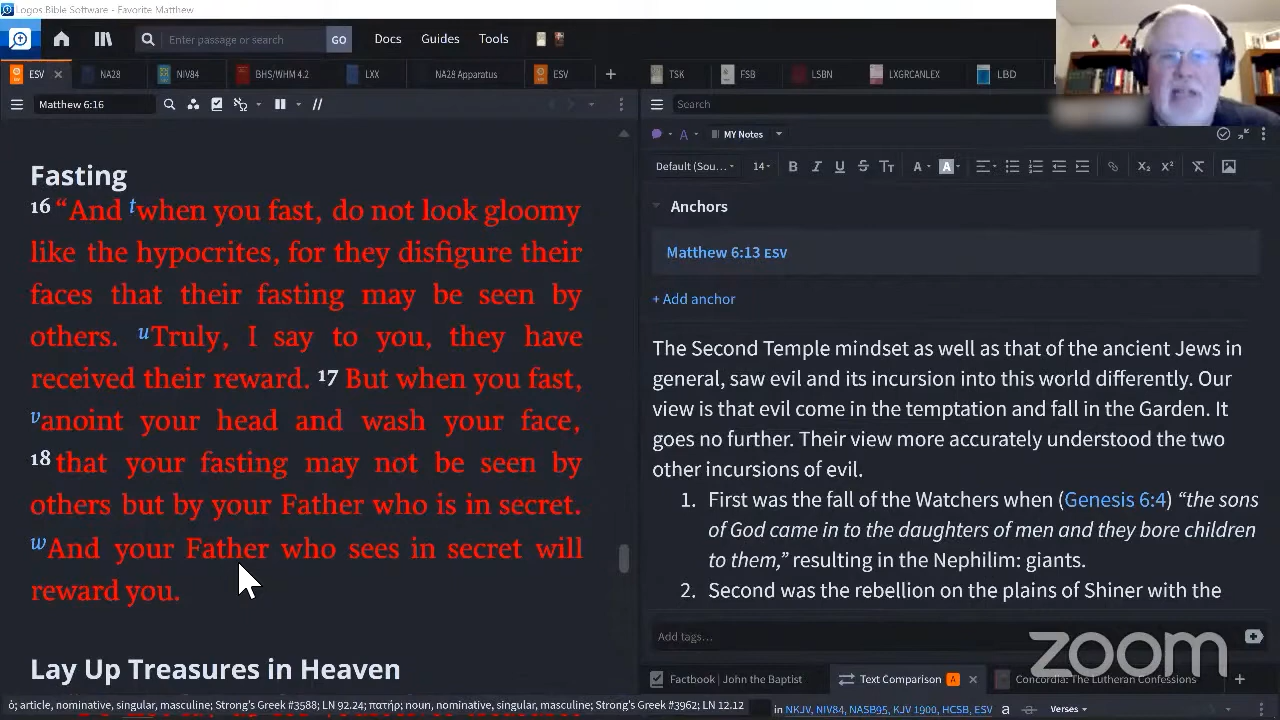 Logos Bible Software - Favorite Matthew
Enter passage or search
GO
Docs
Guides
Tools
ESV
NA28
NIV84
BHS/WHM 4.2
LXX
NA28 Apparatus
ESV
TSK
FSB
LSBN
LXGRCANLEX
LBD
Matthew 6:16
Search
MY Notes
Default (Sou...
14
Fasting
16 “And t when you fast, do not look gloomy
like the hypocrites, for they disfigure their
faces that their fasting may be seen by
others. u Truly, I say to you, they have
received their reward. 17 But when you fast,
v anoint your head and wash your face,
18 that your fasting may not be seen by
others but by your Father who is in secret.
w And your Father who sees in secret will
reward you.
Lay Up Treasures in Heaven
Anchors
Matthew 6:13 ESV
+ Add anchor
The Second Temple mindset as well as that of the ancient Jews in
general, saw evil and its incursion into this world differently. Our
view is that evil come in the temptation and fall in the Garden. It
goes no further. Their view more accurately understood the two
other incursions of evil.
1. First was the fall of the Watchers when (Genesis 6:4) “the sons
of God came in to the daughters of men and they bore children
to them,” resulting in the Nephilim: giants.
2. Second was the rebellion on the plains of Shiner with the
Add tags...
zoom
Factbook | John the Baptist
Text Comparison
A
Concordia: The Lutheran Confessions
ὁ; article, nominative, singular, masculine; Strong's Greek #3588; LN 92.24; πατήρ; noun, nominative, singular, masculine; Strong's Greek #3962; LN 12.12
in NKJV, NIV84, NASB95, KJV 1900, HCSB, ESV
Verses